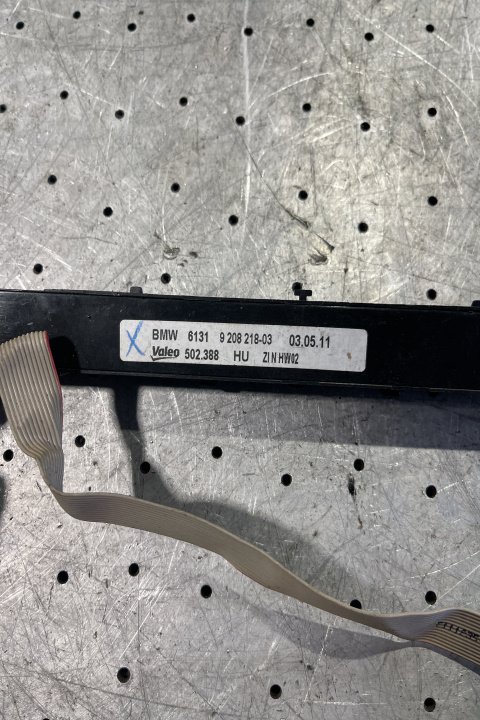 BMW 6131 9 208 218-03 03.05.11
Valeo 502.388 HU ZI N HW02